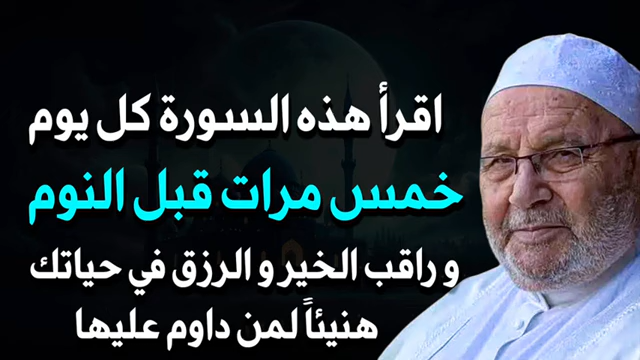 اقرأ هذه السورة كل يوم
خمس مرات قبل النوم
و راقب الخير و الرزق في حياتك
هنيئاً لمن داوم عليها